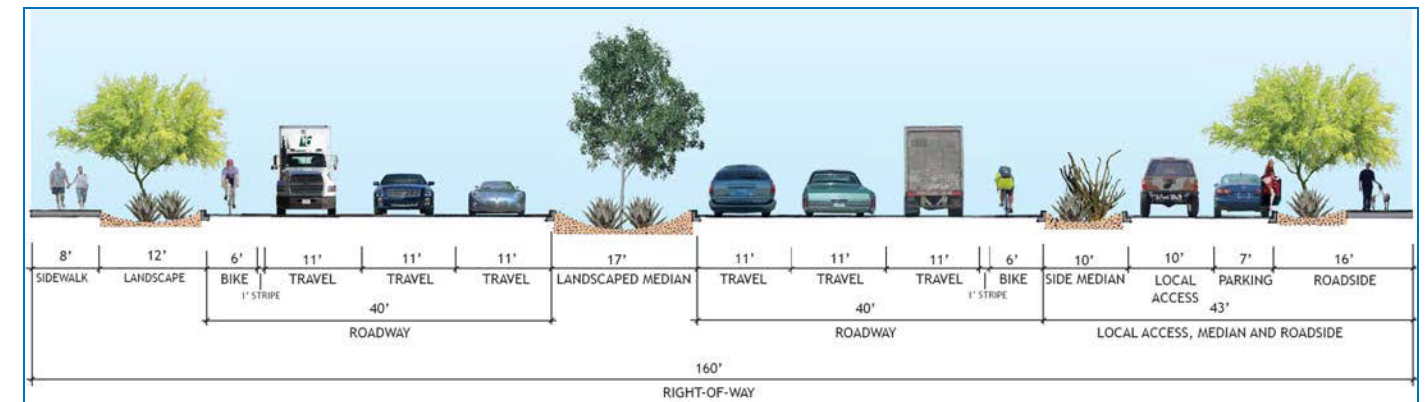 8’ 12’ 6’ 11’ 11’ 11’ 17’ 11’ 11’ 11’ 6’ 10’ 10’ 7’ 16’
SIDEWALK LANDSCAPE BIKE TRAVEL TRAVEL TRAVEL LANDSCAPED MEDIAN TRAVEL TRAVEL TRAVEL BIKE SIDE MEDIAN LOCAL ACCESS PARKING ROADSIDE
1’ STRIPE 1’ STRIPE
40’ 40’ 43’
ROADWAY ROADWAY LOCAL ACCESS, MEDIAN AND ROADSIDE
160’
RIGHT-OF-WAY